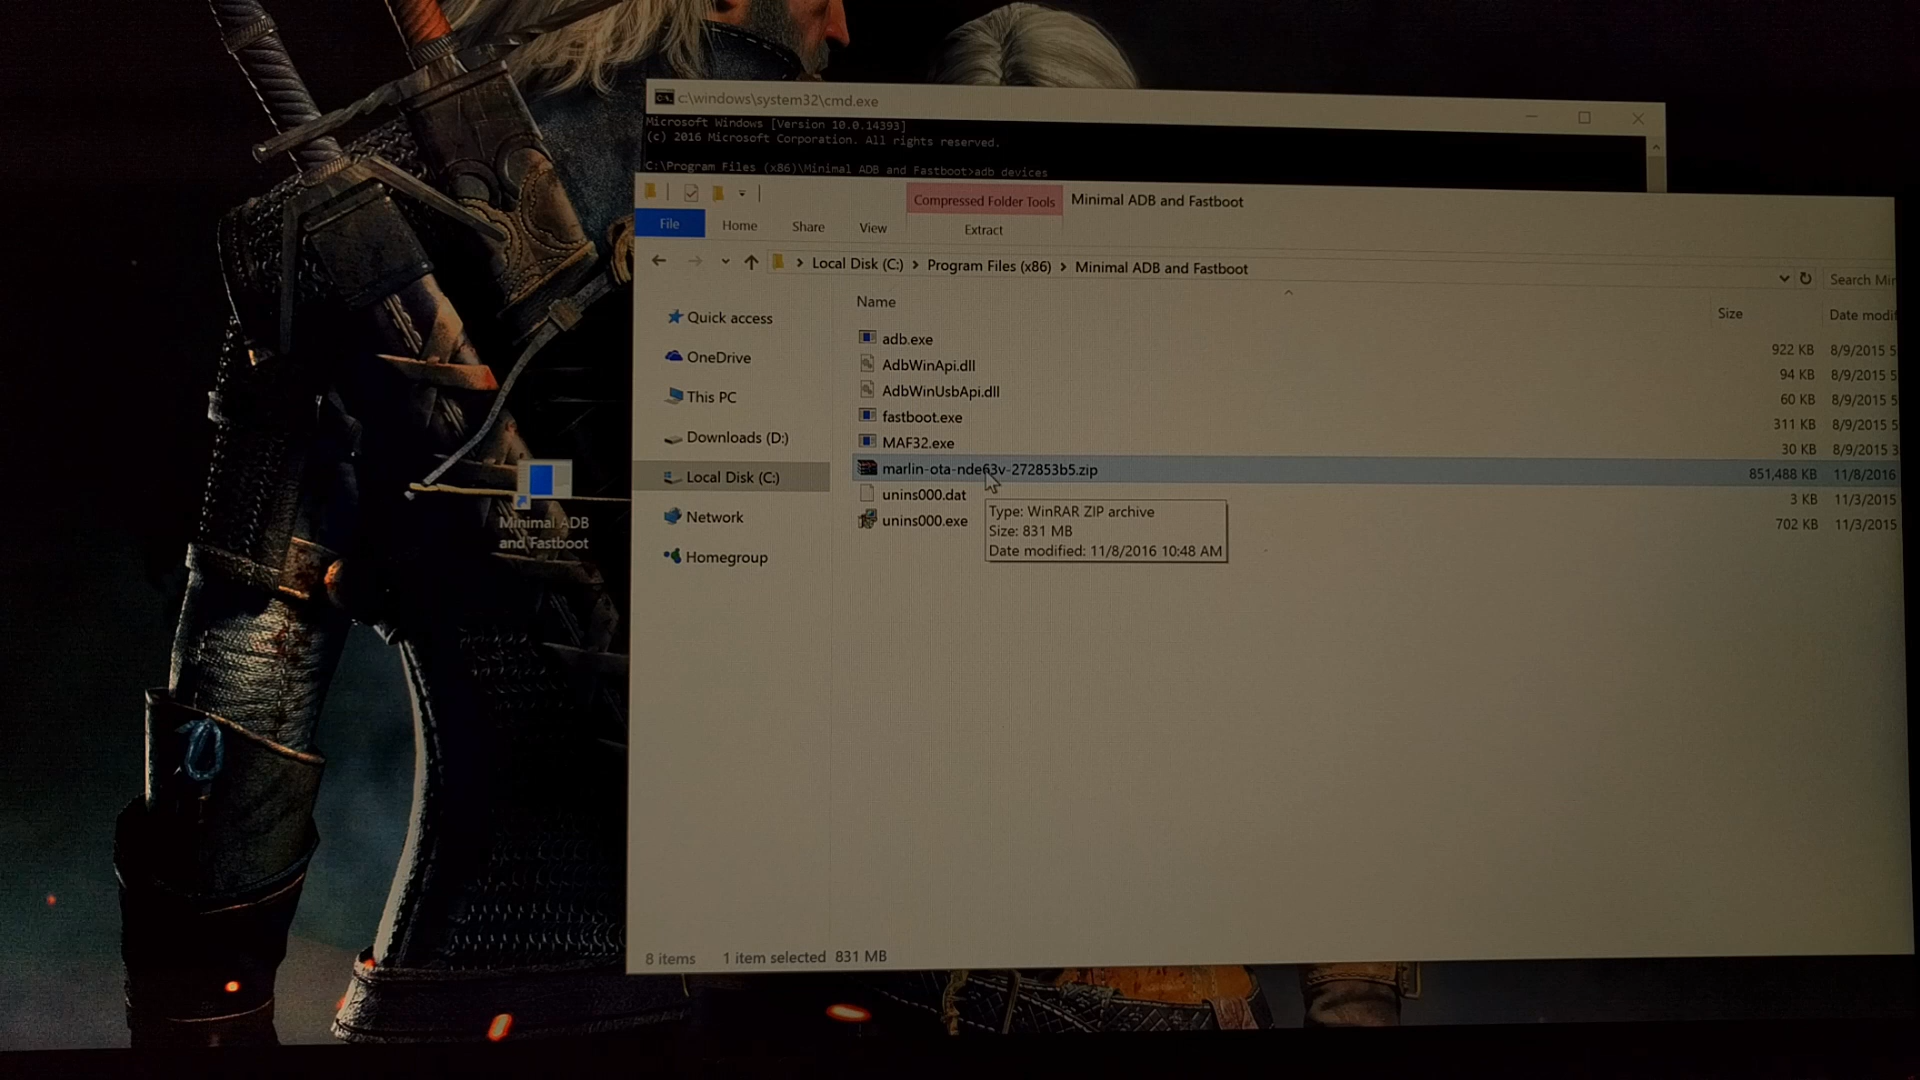 c:\windows\system32\cmd.exe
Microsoft Windows [Version 10.0.14393]
(c) 2016 Microsoft Corporation. All rights reserved.
C:\Program Files (x86)\Minimal ADB and Fastboot>adb devices
Compressed Folder Tools
Minimal ADB and Fastboot
File
Home
Share
View
Extract
Local Disk (C:) > Program Files (x86) > Minimal ADB and Fastboot
Search Mi
Quick access
OneDrive
This PC
Downloads (D:)
Local Disk (C:)
Network
Homegroup
Name
Size
Date modif
adb.exe
922 KB
8/9/2015 5
AdbWinApi.dll
94 KB
8/9/2015 5
AdbWinUsbApi.dll
60 KB
8/9/2015 5
fastboot.exe
311 KB
8/9/2015 5
MAF32.exe
30 KB
8/9/2015 3
marlin-ota-nde63v-272853b5.zip
851,488 KB
11/8/2016
unins000.dat
3 KB
11/3/2015
unins000.exe
702 KB
11/3/2015
Type: WinRAR ZIP archive
Size: 831 MB
Date modified: 11/8/2016 10:48 AM
8 items
1 item selected 831 MB
Minimal ADB
and Fastboot